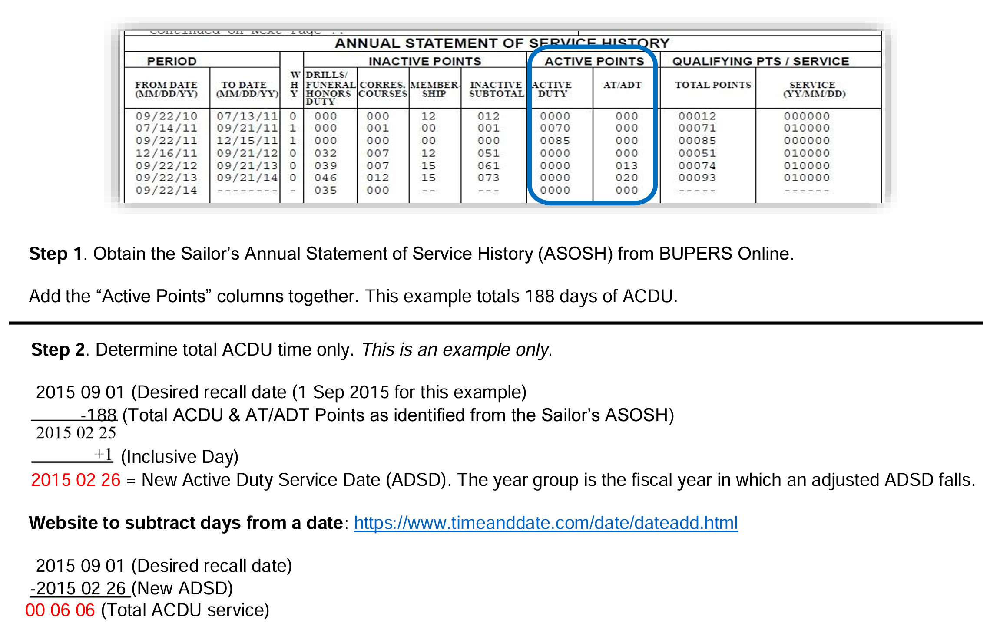 Continued on Next Page ..
ANNUAL STATEMENT OF SERVICE HISTORY
PERIOD WHY INACTIVE POINTS ACTIVE POINTS QUALIFYING PTS / SERVICE
FROM DATE (MM/DD/YY) TO DATE (MM/DD/YY) DRILLS/ FUNERAL HONORS DUTY CORRES. COURSES MEMBER-SHIP INACTIVE SUBTOTAL ACTIVE DUTY AT/ADT TOTAL POINTS SERVICE (YY/MM/DD)
09/22/10 07/13/11 0 000 000 12 012 0000 000 00012 000000
07/14/11 09/21/11 1 000 001 00 001 0070 000 00071 010000
09/22/11 12/15/11 1 000 000 00 000 0085 000 00085 000000
12/16/11 09/21/12 0 032 007 12 051 0000 000 00051 010000
09/22/12 09/21/13 0 039 007 15 061 0000 013 00074 010000
09/22/13 09/21/14 0 046 012 15 073 0000 020 00093 010000
09/22/14 -------- - 035 000 -- --- 0000 000 ----- ------
Step 1. Obtain the Sailor’s Annual Statement of Service History (ASOSH) from BUPERS Online.
Add the “Active Points” columns together. This example totals 188 days of ACDU.
Step 2. Determine total ACDU time only. This is an example only.
2015 09 01 (Desired recall date (1 Sep 2015 for this example)
-188 (Total ACDU & AT/ADT Points as identified from the Sailor’s ASOSH)
2015 02 25
+1 (Inclusive Day)
2015 02 26 = New Active Duty Service Date (ADSD). The year group is the fiscal year in which an adjusted ADSD falls.
Website to subtract days from a date: https://www.timeanddate.com/date/dateadd.html
2015 09 01 (Desired recall date)
-2015 02 26 (New ADSD)
00 06 06 (Total ACDU service)